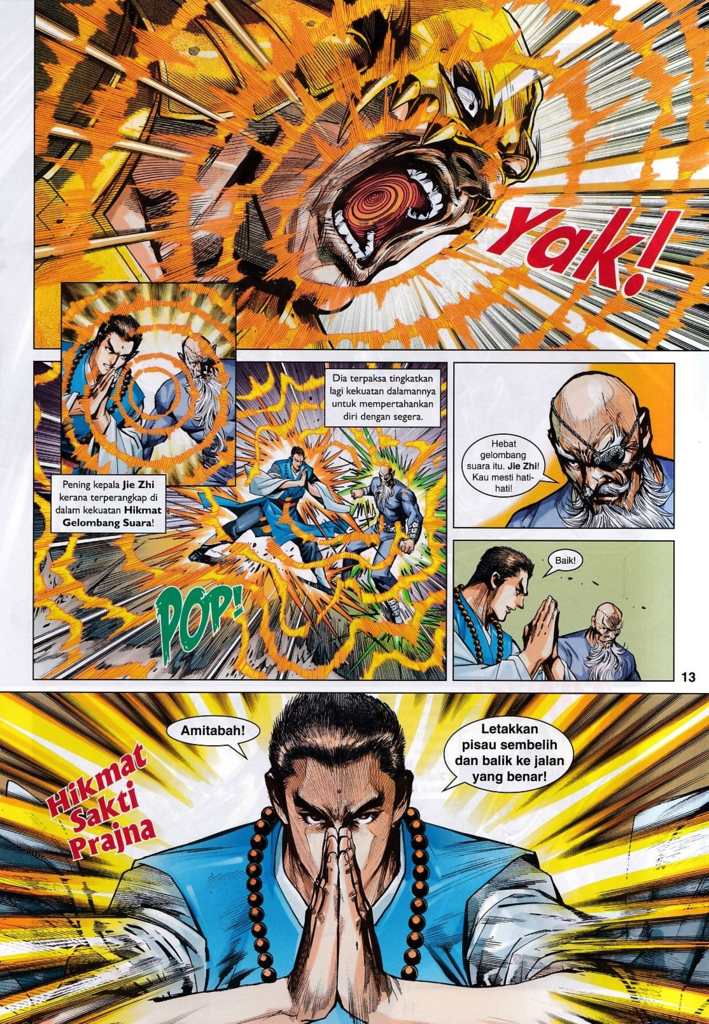 Yak!
Pening kepala Jie Zhi
kerana terperangkap di
dalam kekuatan Hikmat
Gelombang Suara!
Dia terpaksa tingkatkan
lagi kekuatan dalamannya
untuk mempertahankan
diri dengan segera.
POP!
Hebat
gelombang
suara itu. Jie Zhi!
Kau mesti hati-
hati!
Baik!
13
Amitabah!
Hikmat
Sakti
Prajna
Letakkan
pisau sembelih
dan balik ke jalan
yang benar!